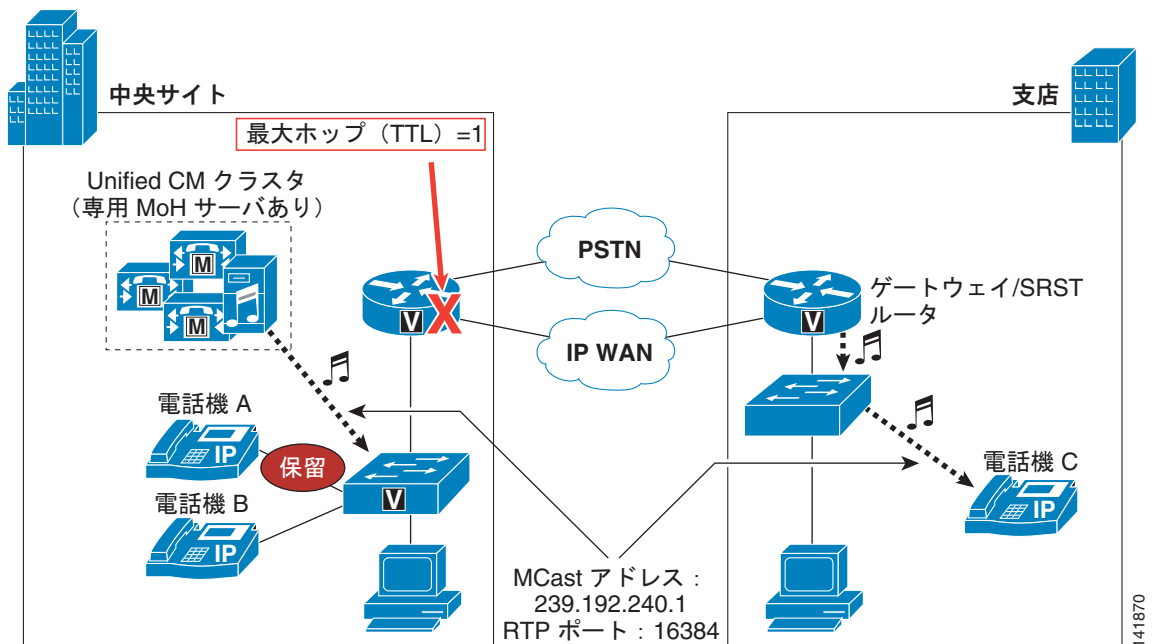 中央サイト
支店
最大ホップ（TTL）=1
Unified CM クラスタ
（専用 MoH サーバあり）
M
M
M
PSTN
V
V
ゲートウェイ/SRST
ルータ
IP WAN
電話機 A
IP
保留
電話機 B
IP
V
電話機 C
IP
MCast アドレス：
239.192.240.1
RTP ポート：16384
141870